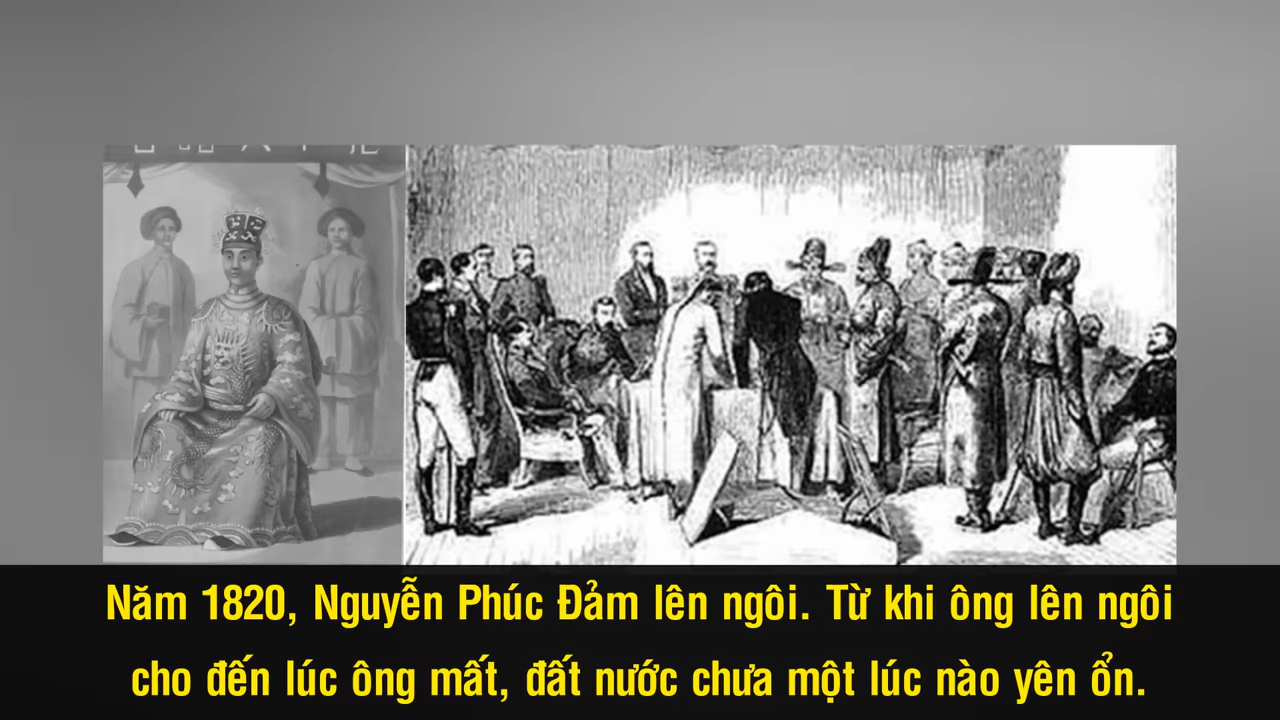 Năm 1820, Nguyễn Phúc Đảm lên ngôi. Từ khi ông lên ngôi
cho đến lúc ông mất, đất nước chưa một lúc nào yên ổn.